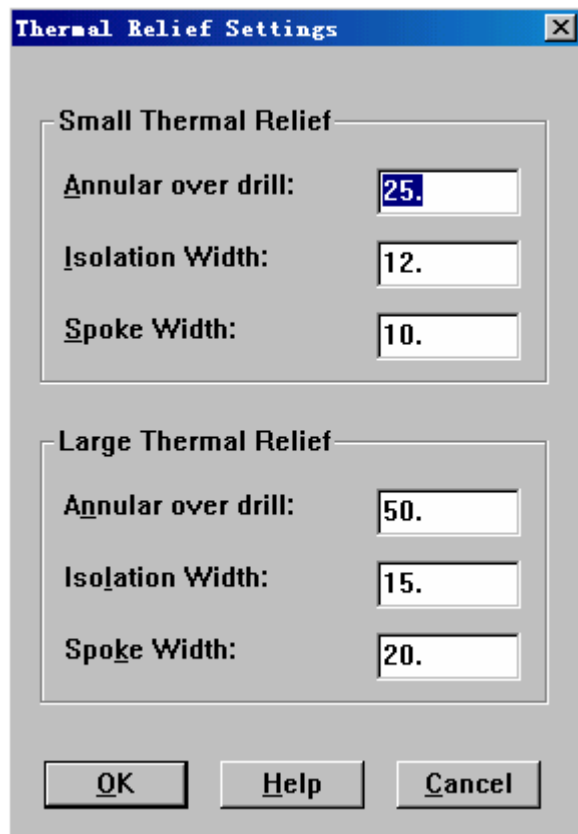 Thermal Relief Settings
Small Thermal Relief
Annular over drill: 25.
Isolation Width: 12.
Spoke Width: 10.
Large Thermal Relief
Annular over drill: 50.
Isolation Width: 15.
Spoke Width: 20.
OK Help Cancel